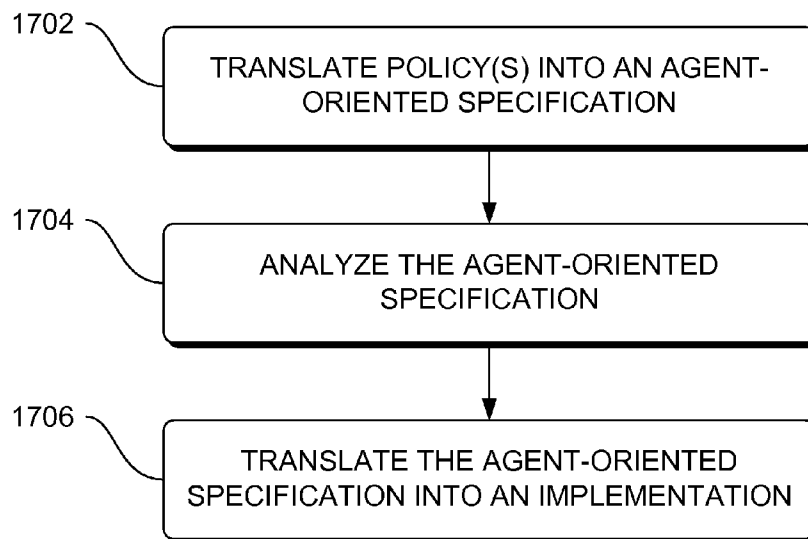 1702
TRANSLATE POLICY(S) INTO AN AGENT-
ORIENTED SPECIFICATION
1704
ANALYZE THE AGENT-ORIENTED
SPECIFICATION
1706
TRANSLATE THE AGENT-ORIENTED
SPECIFICATION INTO AN IMPLEMENTATION